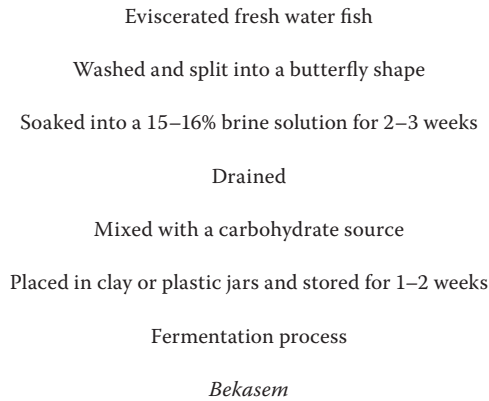 Eviscerated fresh water fish
Washed and split into a butterfly shape
Soaked into a 15–16% brine solution for 2–3 weeks
Drained
Mixed with a carbohydrate source
Placed in clay or plastic jars and stored for 1–2 weeks
Fermentation process
Bekasem